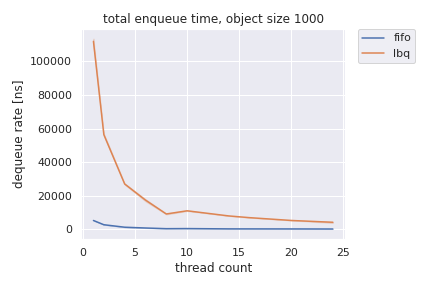 total enqueue time, object size 1000
fifo
lbq
dequeue rate [ns]
100000
80000
60000
40000
20000
0
0 5 10 15 20 25
thread count